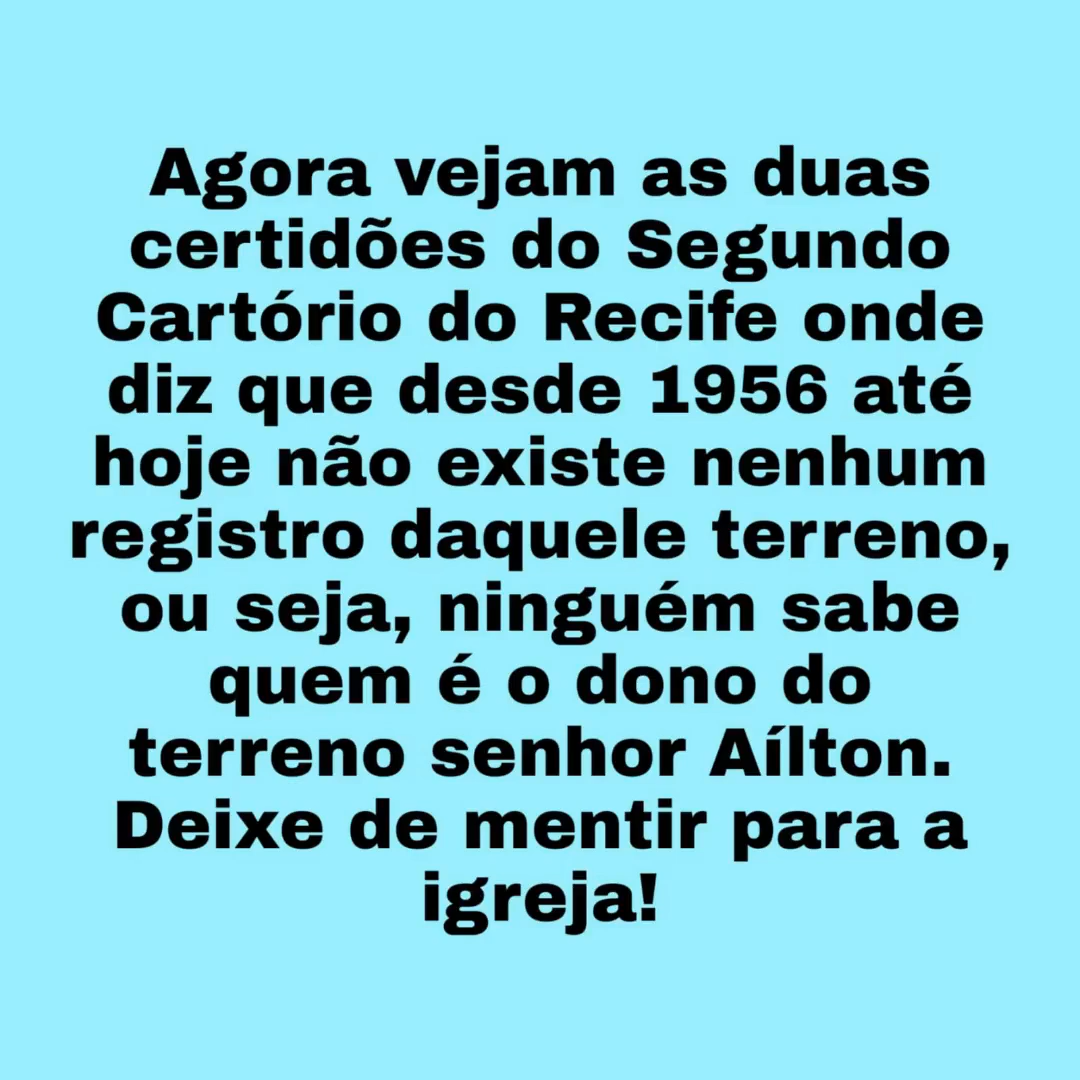 Agora vejam as duas
certidões do Segundo
Cartório do Recife onde
diz que desde 1956 até
hoje não existe nenhum
registro daquele terreno,
ou seja, ninguém sabe
quem é o dono do
terreno senhor Aílton.
Deixe de mentir para a
igreja!